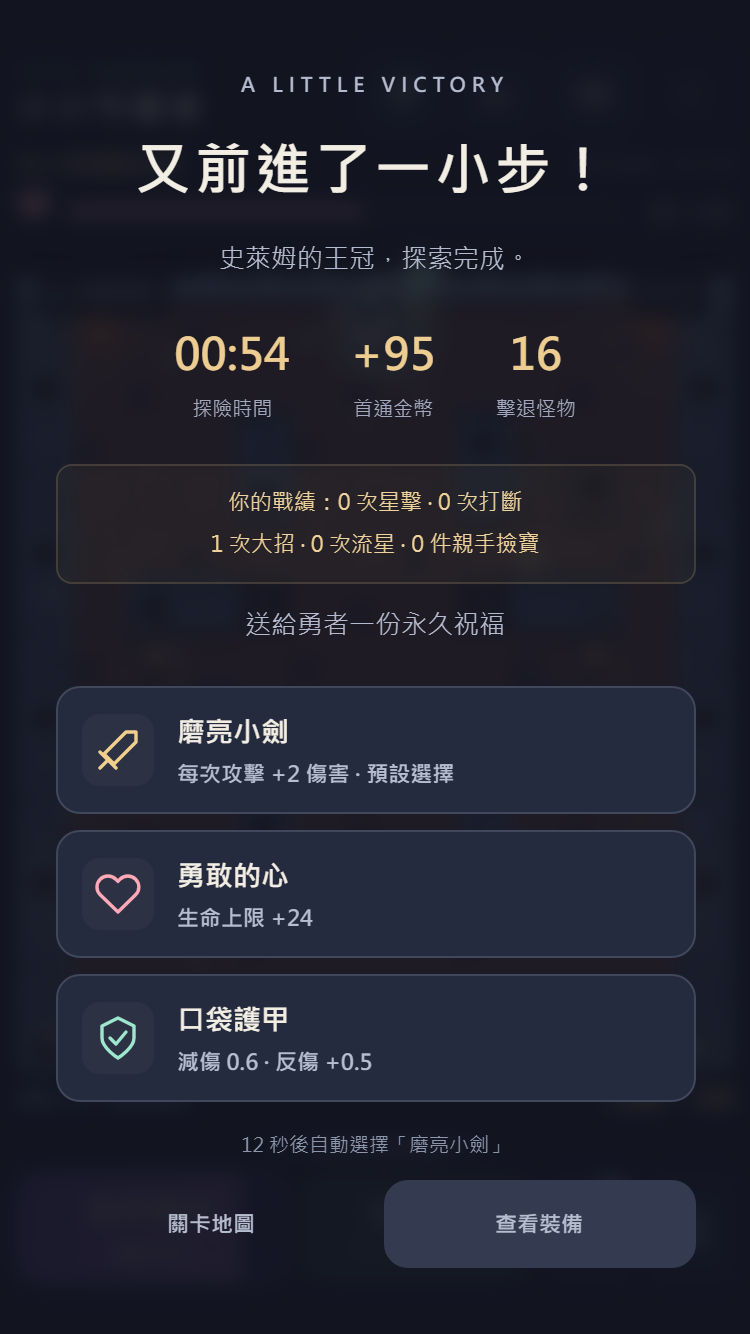 A LITTLE VICTORY
又前進了一小步！
史萊姆的王冠，探索完成。
00:54 +95 16
探險時間 首通金幣 擊退怪物
你的戰績：0 次星擊 · 0 次打斷
1 次大招 · 0 次流星 · 0 件親手撿寶
送給勇者一份永久祝福
磨亮小劍
每次攻擊 +2 傷害 · 預設選擇
勇敢的心
生命上限 +24
口袋護甲
減傷 0.6 · 反傷 +0.5
12 秒後自動選擇「磨亮小劍」
關卡地圖 查看裝備